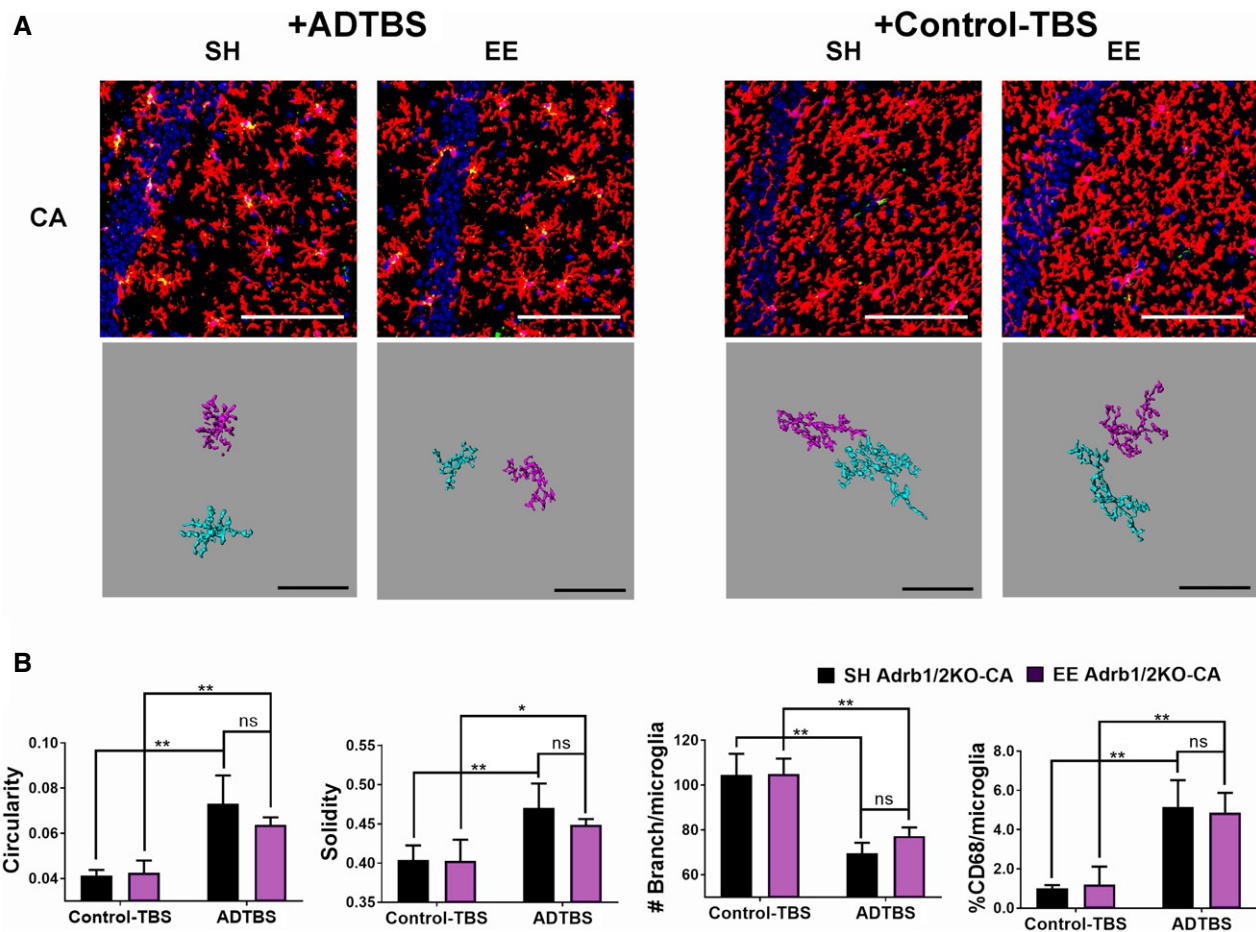 A
+ADTBS
+Control-TBS
SH
EE
SH
EE
CA
B
SH Adrb1/2KO-CA
EE Adrb1/2KO-CA
Circularity
0.10
0.08
0.06
0.04
**
**
ns
Control-TBS
ADTBS
Solidity
0.55
0.50
0.45
0.40
*
**
ns
Control-TBS
ADTBS
# Branch/microglia
120
100
80
60
**
**
ns
Control-TBS
ADTBS
%CD68/microglia
8.0
6.0
4.0
2.0
0.0
**
**
ns
Control-TBS
ADTBS